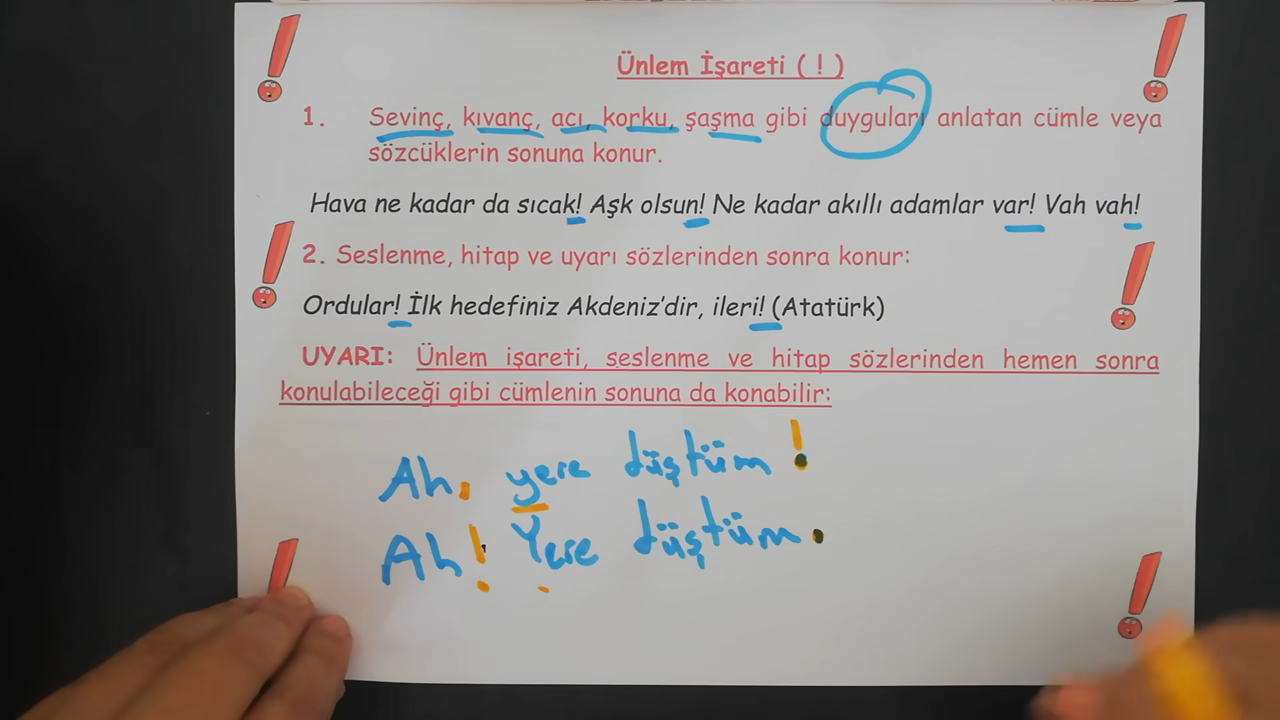 Ünlem İşareti ( ! )
1. Sevinç, kıvanç, acı, korku, şaşma gibi duyguları anlatan cümle veya
sözcüklerin sonuna konur.
Hava ne kadar da sıcak! Aşk olsun! Ne kadar akıllı adamlar var! Vah vah!
2. Seslenme, hitap ve uyarı sözlerinden sonra konur:
Ordular! İlk hedefiniz Akdeniz’dir, ileri! (Atatürk)
UYARI: Ünlem işareti, seslenme ve hitap sözlerinden hemen sonra
konulabileceği gibi cümlenin sonuna da konabilir:
Ah, yere düştüm !
Ah! Yere düştüm.